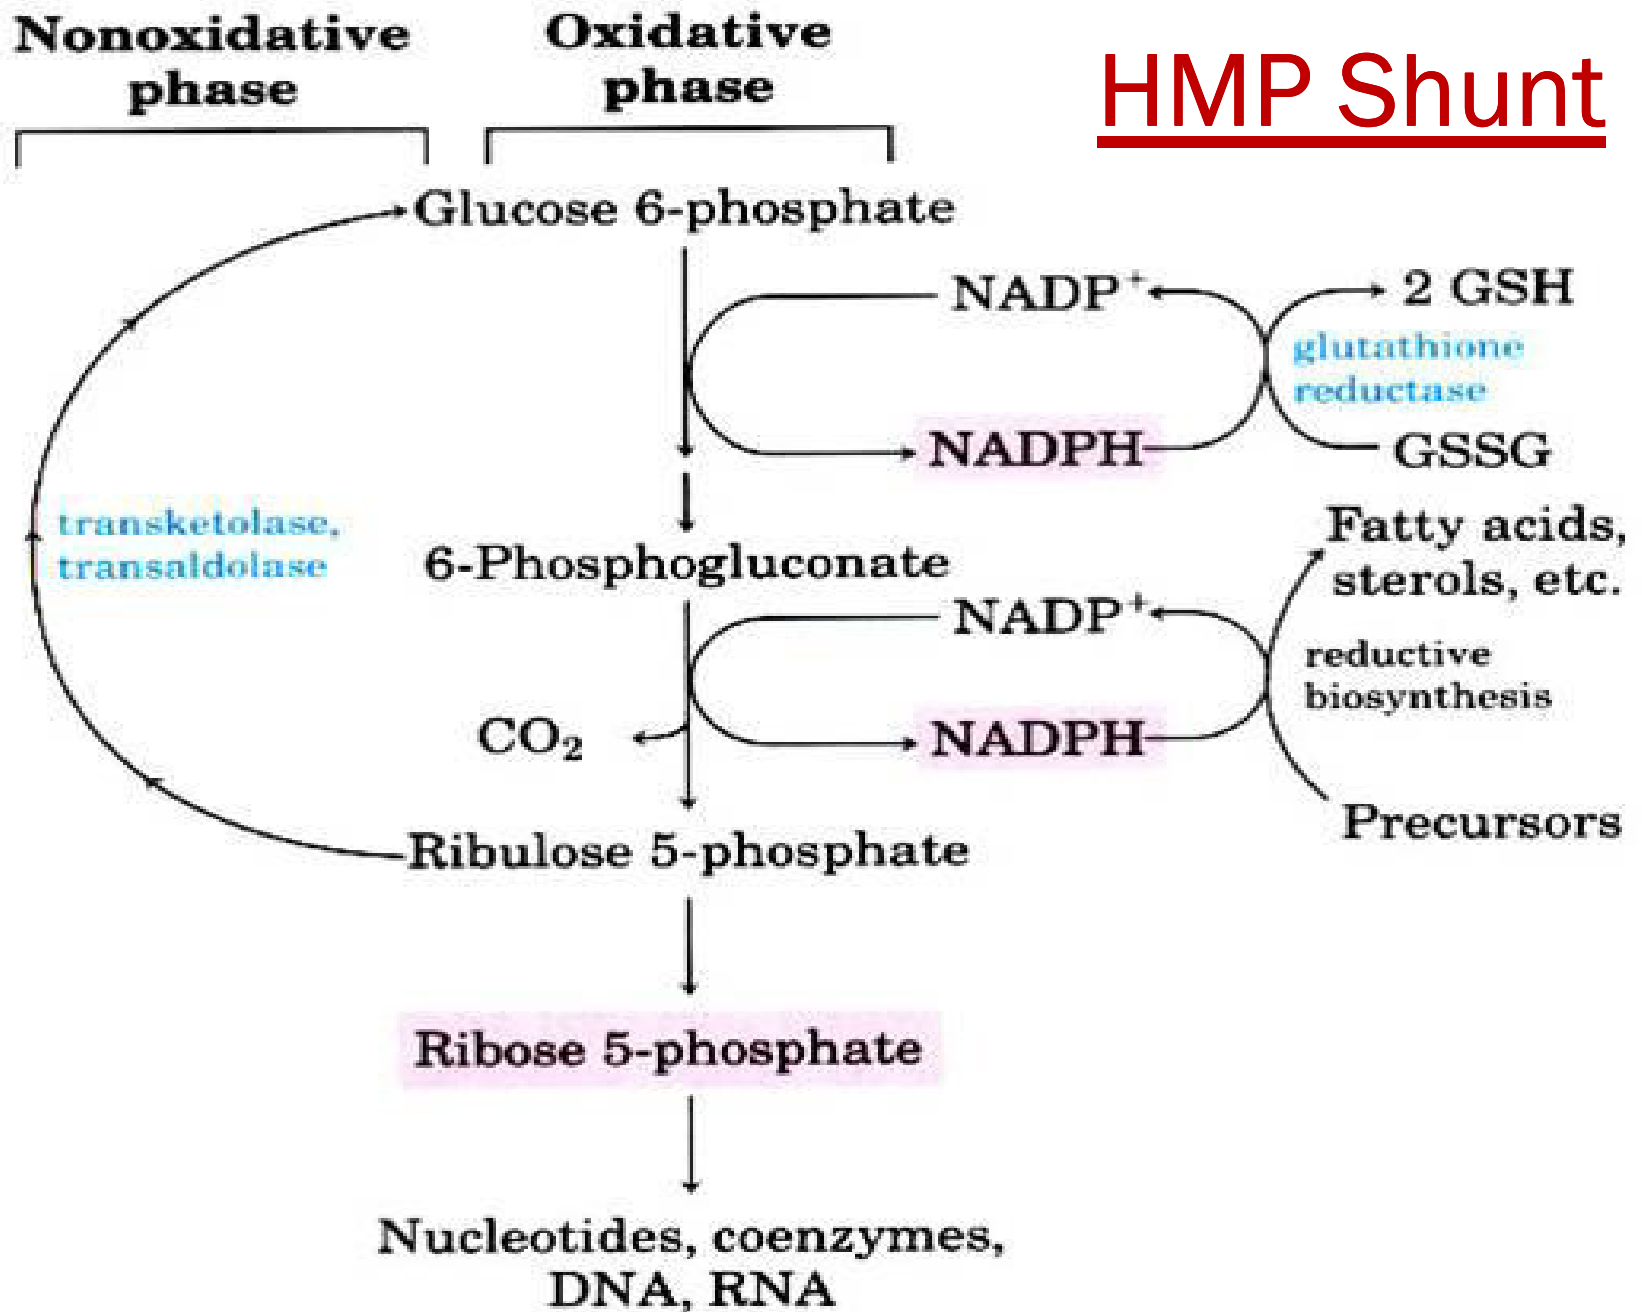 Nonoxidative
phase
Oxidative
phase
HMP Shunt
Glucose 6-phosphate
NADP⁺
2 GSH
glutathione
reductase
NADPH
GSSG
transketolase,
transaldolase
6-Phosphogluconate
Fatty acids,
sterols, etc.
NADP⁺
reductive
biosynthesis
CO₂
NADPH
Precursors
Ribulose 5-phosphate
Ribose 5-phosphate
Nucleotides, coenzymes,
DNA, RNA